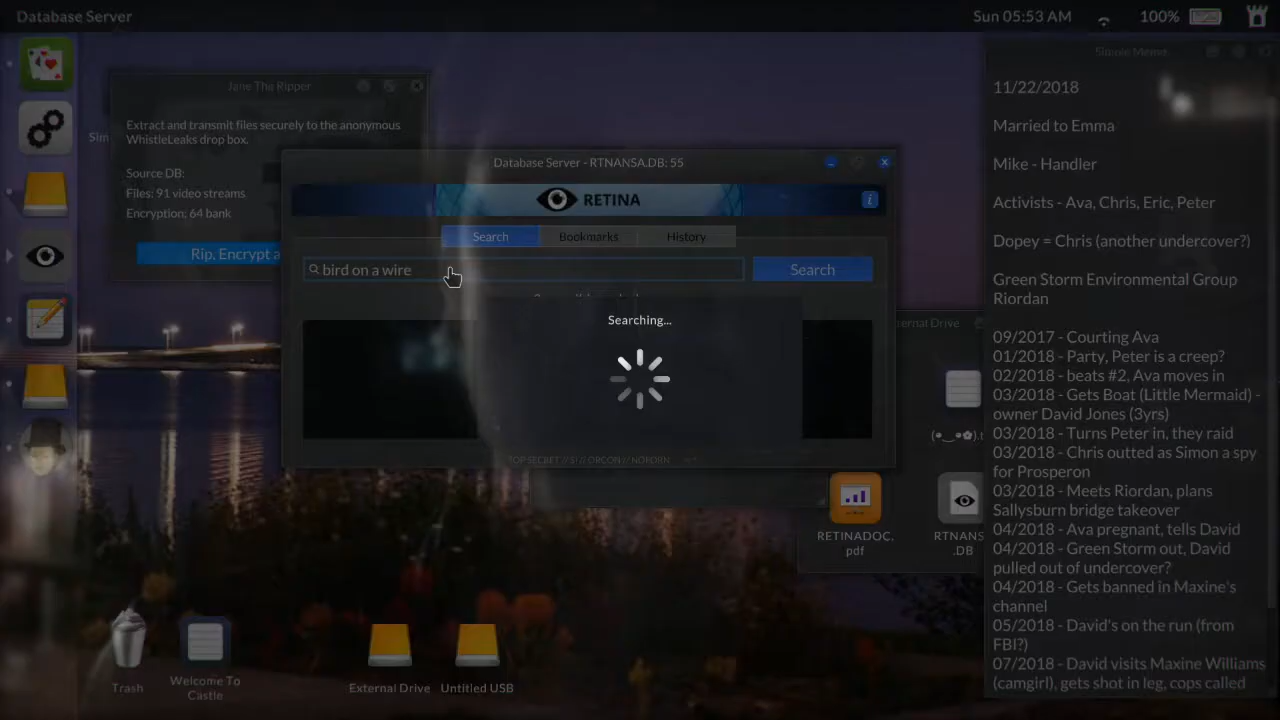 Database Server
Sun 05:53 AM
100%
Jane Tha Ripper
Extract and transmit files securely to the anonymous
WhistleLeaks drop box.
Source DB:
Files: 91 video streams
Encryption: 64 bank
Rip, Encrypt a
Sim
Database Server - RTNANSA.DB: 55
RETINA
Search
Bookmarks
History
bird on a wire
Search
Searching...
External Drive
RETINADOC.
pdf
RTNANS
.DB
Trash
Welcome To
Castle
External Drive
Untitled USB
11/22/2018
Married to Emma
Mike - Handler
Activists - Ava, Chris, Eric, Peter
Dopey = Chris (another undercover?)
Green Storm Environmental Group
Riordan
09/2017 - Courting Ava
01/2018 - Party, Peter is a creep?
02/2018 - beats #2, Ava moves in
03/2018 - Gets Boat (Little Mermaid) -
owner David Jones (3yrs)
03/2018 - Turns Peter in, they raid
03/2018 - Chris outted as Simon a spy
for Prosperon
03/2018 - Meets Riordan, plans
Sallysburn bridge takeover
04/2018 - Ava pregnant, tells David
04/2018 - Green Storm out, David
pulled out of undercover?
04/2018 - Gets banned in Maxine's
channel
05/2018 - David's on the run (from
FBI?)
07/2018 - David visits Maxine Williams
(camgirl), gets shot in leg, cops called